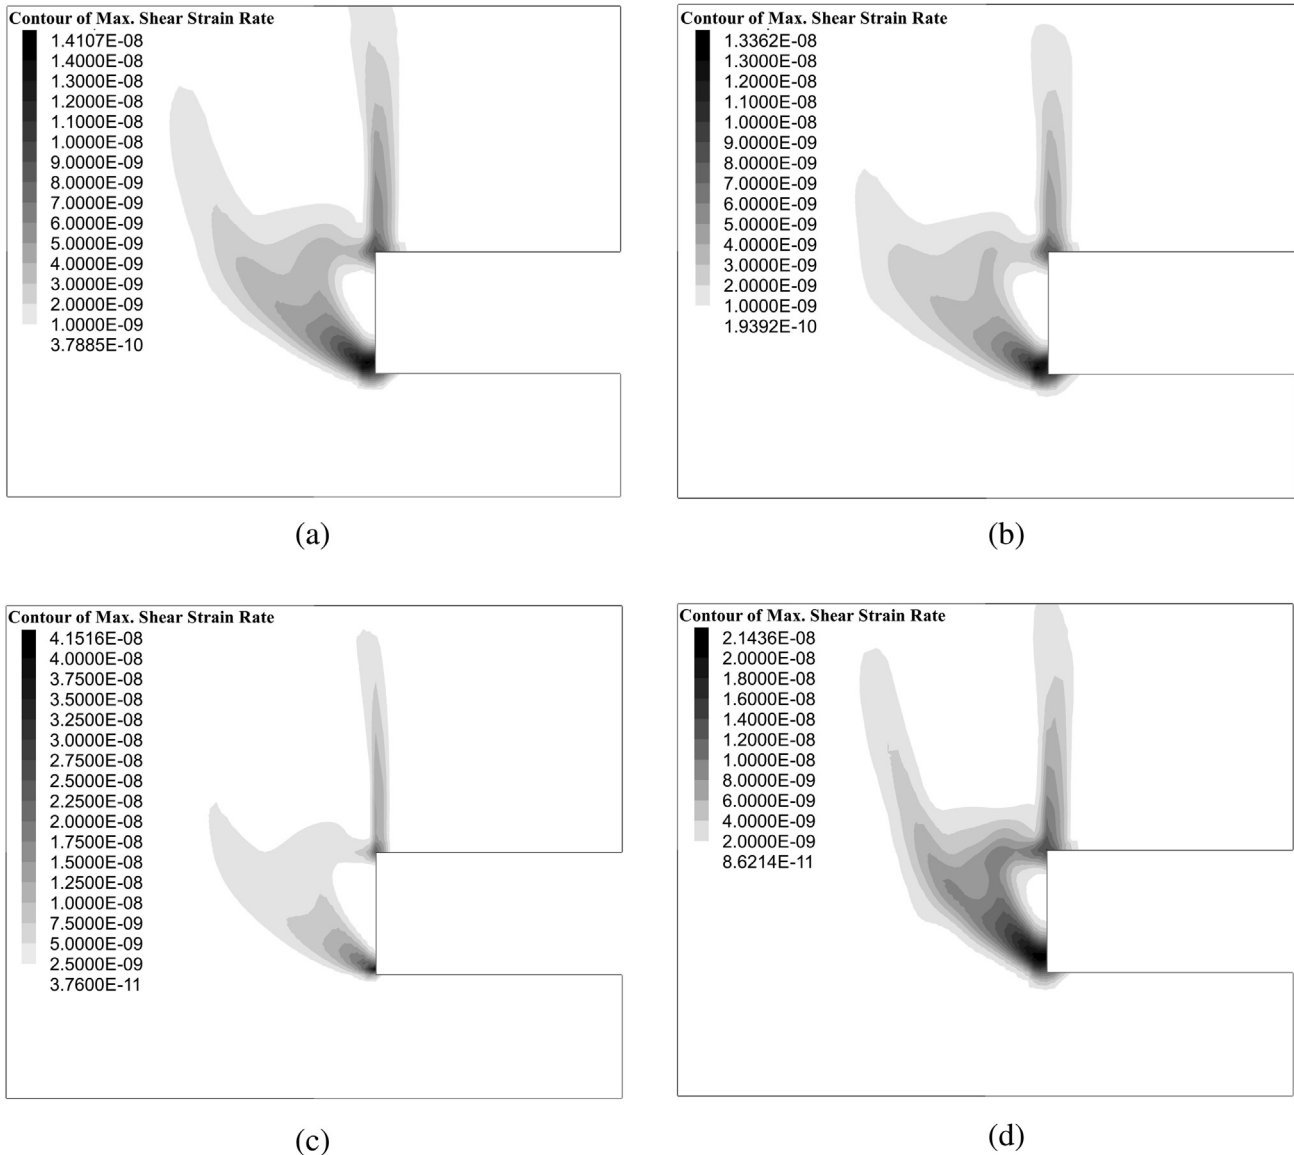 Contour of Max. Shear Strain Rate
1.4107E-08
1.4000E-08
1.3000E-08
1.2000E-08
1.1000E-08
1.0000E-08
9.0000E-09
8.0000E-09
7.0000E-09
6.0000E-09
5.0000E-09
4.0000E-09
3.0000E-09
2.0000E-09
1.0000E-09
3.7885E-10
(a)
Contour of Max. Shear Strain Rate
1.3362E-08
1.3000E-08
1.2000E-08
1.1000E-08
1.0000E-08
9.0000E-09
8.0000E-09
7.0000E-09
6.0000E-09
5.0000E-09
4.0000E-09
3.0000E-09
2.0000E-09
1.0000E-09
1.9392E-10
(b)
Contour of Max. Shear Strain Rate
4.1516E-08
4.0000E-08
3.7500E-08
3.5000E-08
3.2500E-08
3.0000E-08
2.7500E-08
2.5000E-08
2.2500E-08
2.0000E-08
1.7500E-08
1.5000E-08
1.2500E-08
1.0000E-08
7.5000E-09
5.0000E-09
2.5000E-09
3.7600E-11
(c)
Contour of Max. Shear Strain Rate
2.1436E-08
2.0000E-08
1.8000E-08
1.6000E-08
1.4000E-08
1.2000E-08
1.0000E-08
8.0000E-09
6.0000E-09
4.0000E-09
2.0000E-09
8.6214E-11
(d)